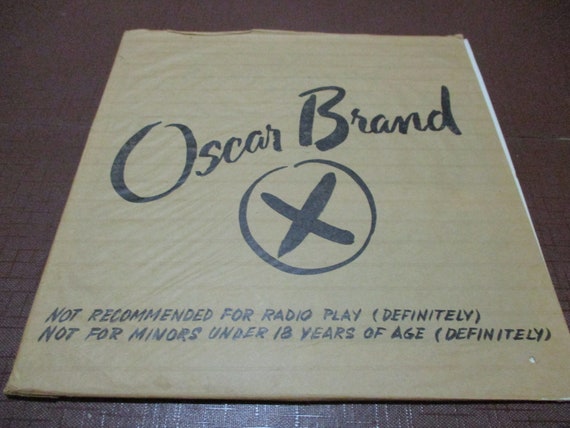 Oscar Brand
X
NOT RECOMMENDED FOR RADIO PLAY (DEFINITELY)
NOT FOR MINORS UNDER 18 YEARS OF AGE (DEFINITELY)